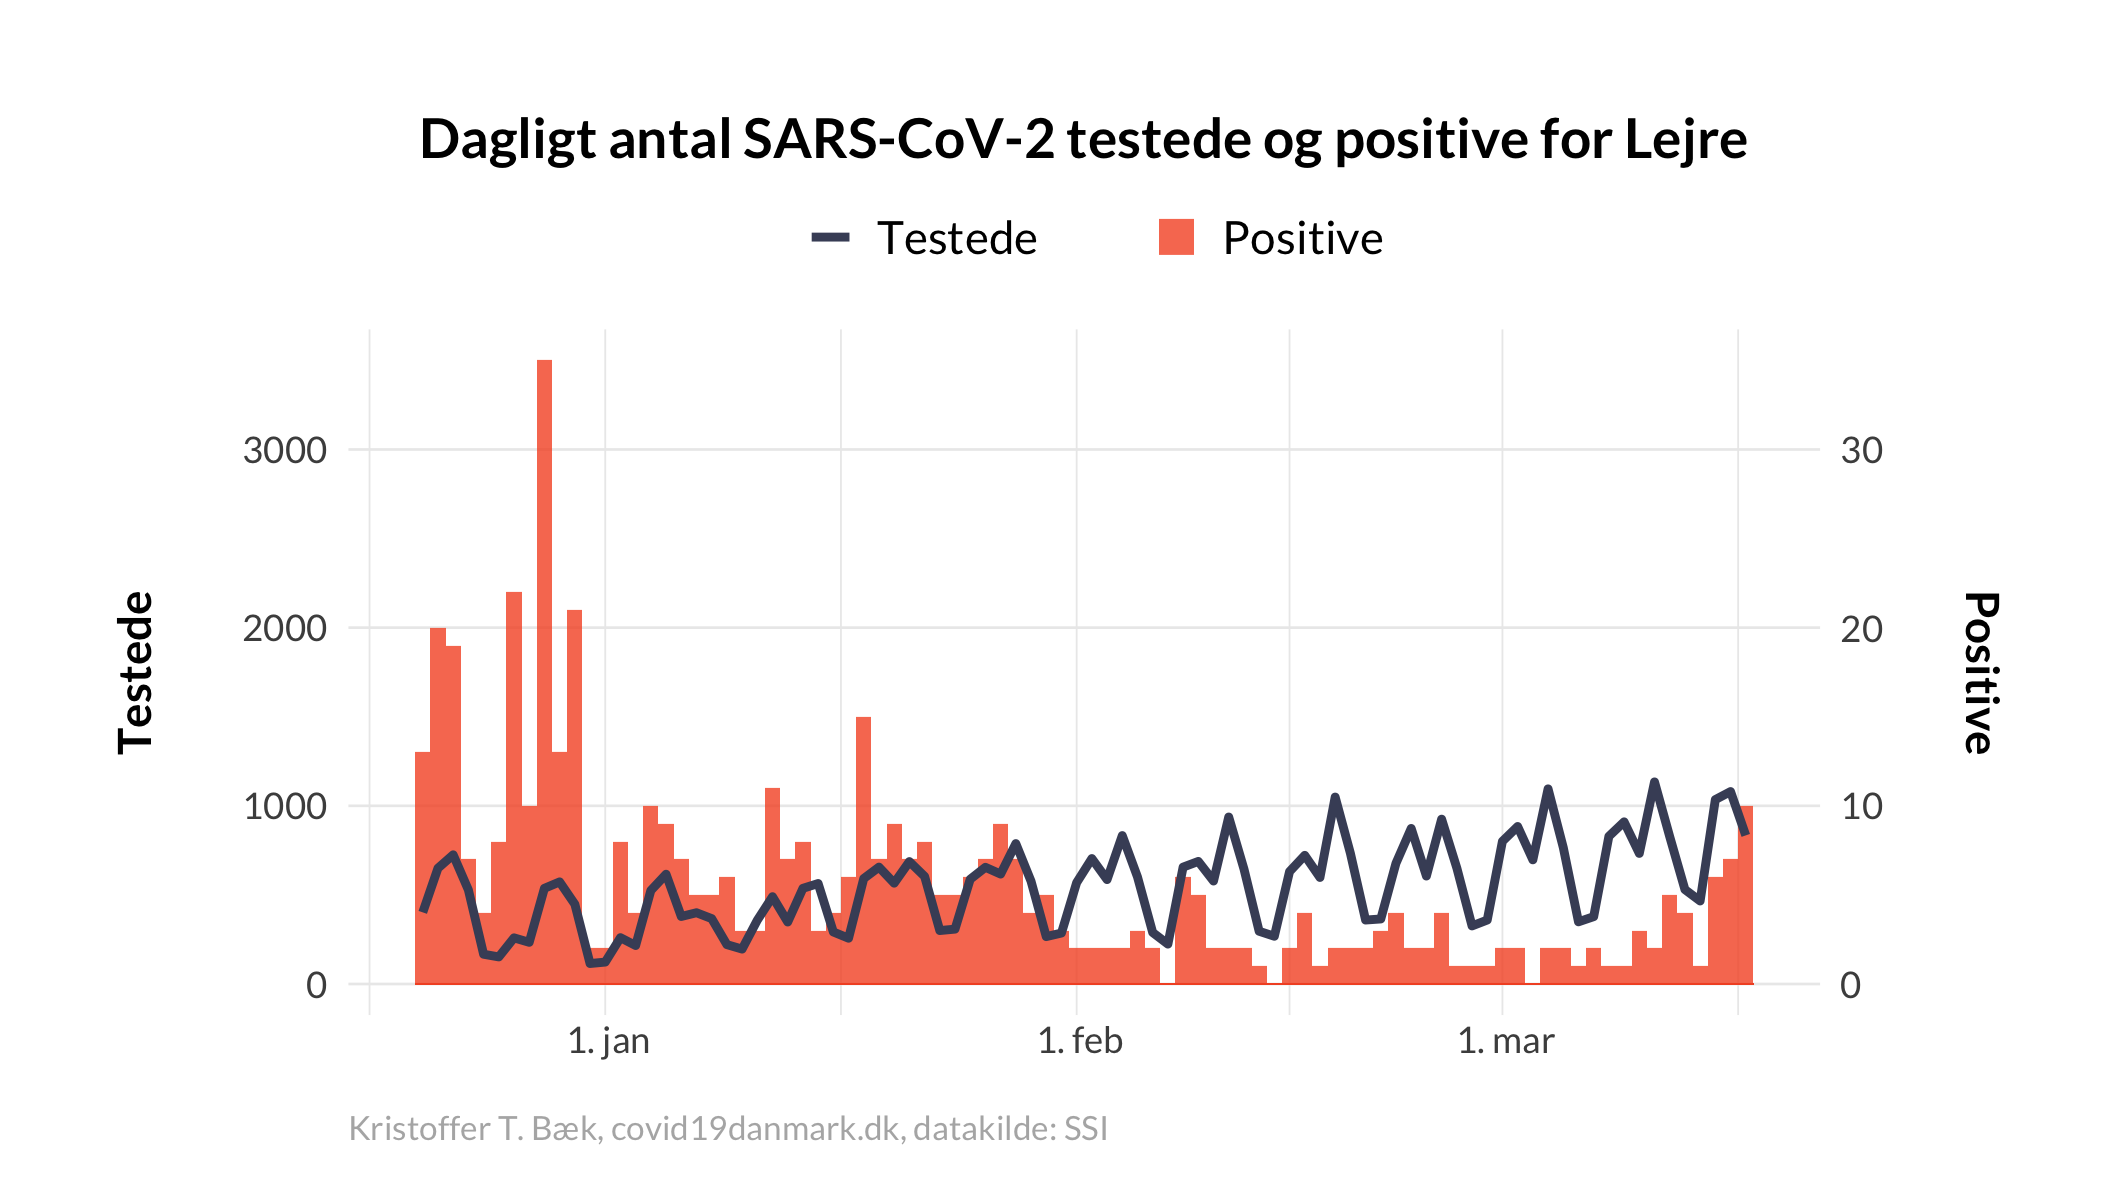 Dagligt antal SARS-CoV-2 testede og positive for Lejre
Testede Positive
3000 30
2000 20
1000 10
0 0
Testede
Positive
1. jan 1. feb 1. mar
Kristoffer T. Bæk, covid19danmark.dk, datakilde: SSI